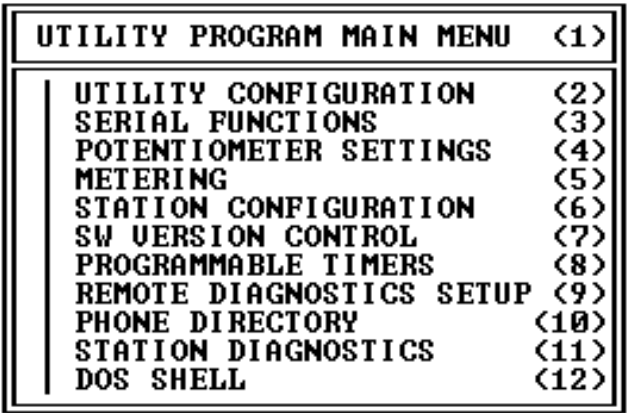 UTILITY PROGRAM MAIN MENU (1)
UTILITY CONFIGURATION (2)
SERIAL FUNCTIONS (3)
POTENTIOMETER SETTINGS (4)
METERING (5)
STATION CONFIGURATION (6)
SW VERSION CONTROL (7)
PROGRAMMABLE TIMERS (8)
REMOTE DIAGNOSTICS SETUP (9)
PHONE DIRECTORY (10)
STATION DIAGNOSTICS (11)
DOS SHELL (12)